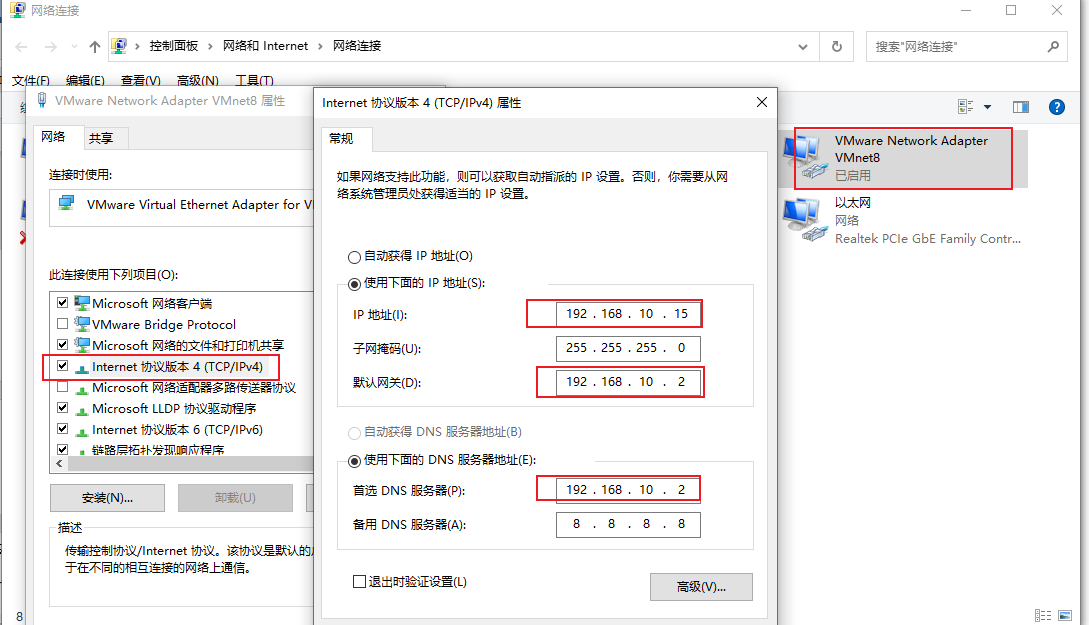 网络连接
控制面板 › 网络和 Internet › 网络连接
搜索"网络连接"
文件(F) 编辑(E) 查看(V) 高级(N) 工具(T)
VMware Network Adapter VMnet8 属性
网络 共享
连接时使用:
VMware Virtual Ethernet Adapter for
此连接使用下列项目(O):
Microsoft 网络客户端
VMware Bridge Protocol
Microsoft 网络的文件和打印机共享
Internet 协议版本 4 (TCP/IPv4)
Microsoft 网络适配器多路传送器协议
Microsoft LLDP 协议驱动程序
Internet 协议版本 6 (TCP/IPv6)
链路层拓扑发现响应程序
安装(N)... 卸载(U)
描述
传输控制协议/Internet 协议。该协议是默认的
于在不同的相互连接的网络上通信。
8
Internet 协议版本 4 (TCP/IPv4) 属性
常规
如果网络支持此功能，则可以获取自动指派的 IP 设置。否则，你需要从网
络系统管理员处获得适当的 IP 设置。
自动获得 IP 地址(O)
使用下面的 IP 地址(S):
IP 地址(I): 192 . 168 . 10 . 15
子网掩码(U): 255 . 255 . 255 . 0
默认网关(D): 192 . 168 . 10 . 2
自动获得 DNS 服务器地址(B)
使用下面的 DNS 服务器地址(E):
首选 DNS 服务器(P): 192 . 168 . 10 . 2
备用 DNS 服务器(A): 8 . 8 . 8 . 8
退出时验证设置(L)
高级(V)...
VMware Network Adapter
VMnet8
已启用
以太网
网络
Realtek PCIe GbE Family Contr...